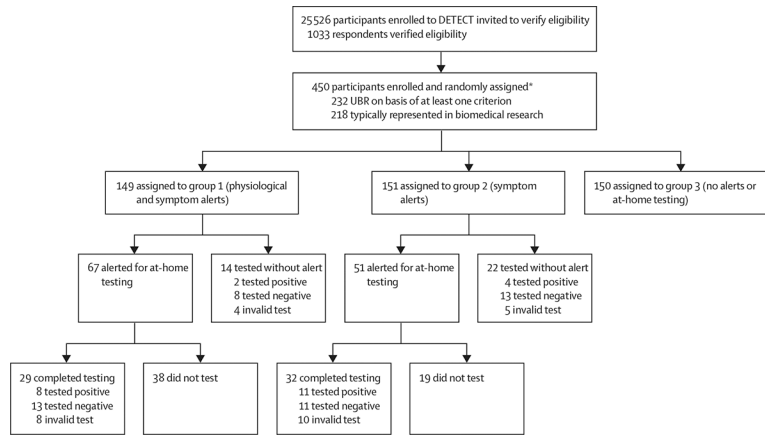 25 526 participants enrolled to DETECT invited to verify eligibility
1033 respondents verified eligibility
450 participants enrolled and randomly assigned*
232 UBR on basis of at least one criterion
218 typically represented in biomedical research
149 assigned to group 1 (physiological
and symptom alerts)
151 assigned to group 2 (symptom
alerts)
150 assigned to group 3 (no alerts or
at-home testing)
67 alerted for at-home
testing
14 tested without alert
2 tested positive
8 tested negative
4 invalid test
51 alerted for at-home
testing
22 tested without alert
4 tested positive
13 tested negative
5 invalid test
29 completed testing
8 tested positive
13 tested negative
8 invalid test
38 did not test
32 completed testing
11 tested positive
11 tested negative
10 invalid test
19 did not test